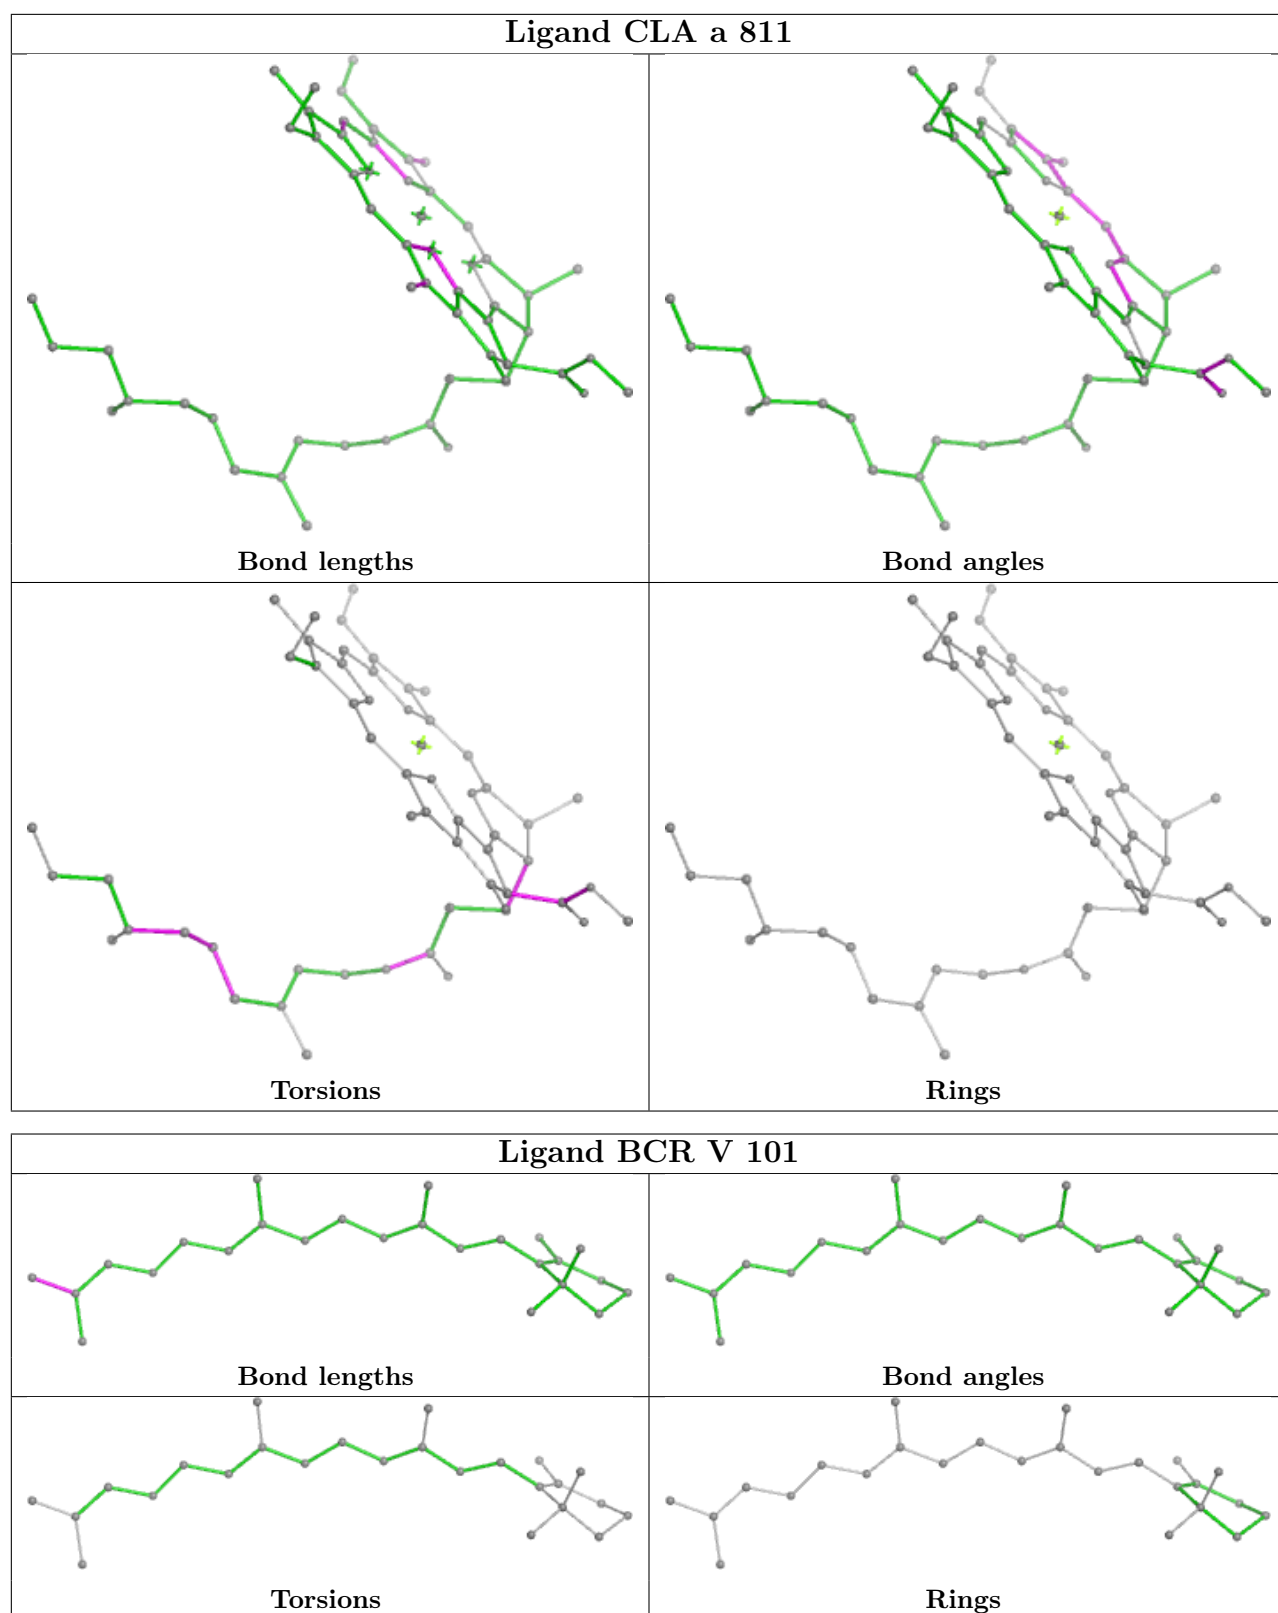 Ligand CLA a 811
Bond lengths
Bond angles
Torsions
Rings
Ligand BCR V 101
Bond lengths
Bond angles
Torsions
Rings